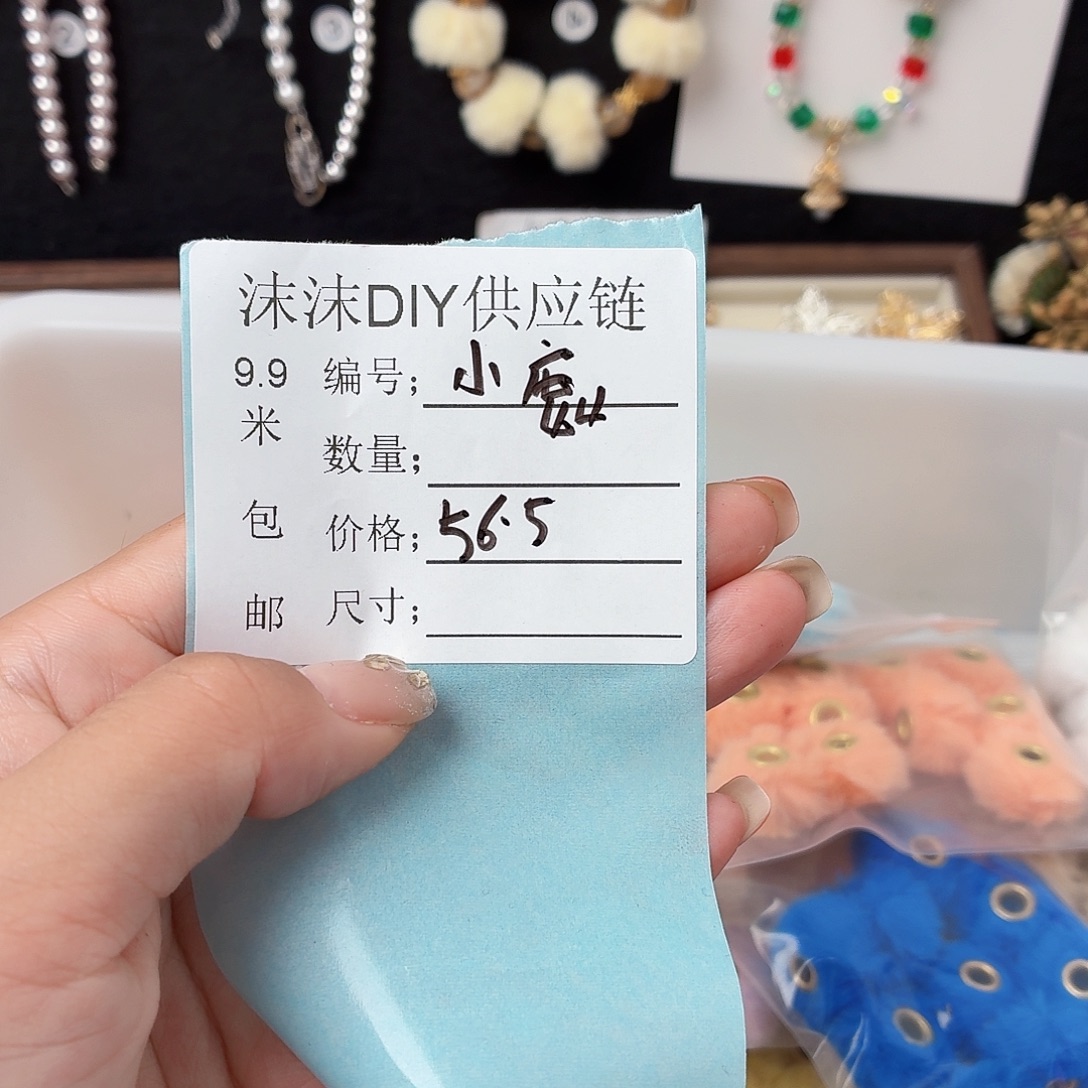 沫沫DIY供应链
9.9 编号; 小
米
数量;
包 价格; 56.5
邮 尺寸;